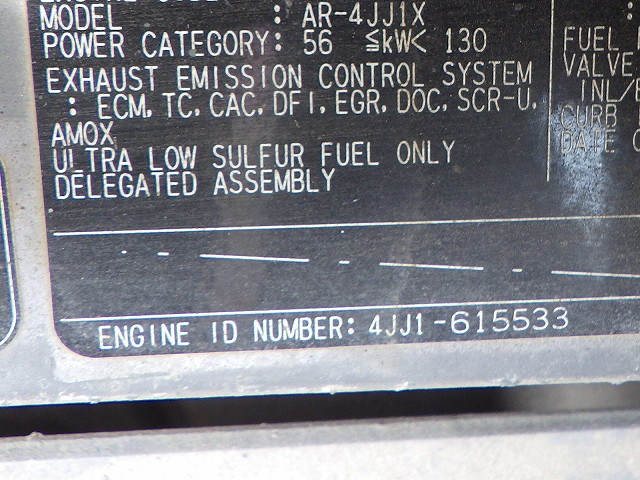 MODEL : AR-4JJ1X
POWER CATEGORY: 56 ≦kW< 130
EXHAUST EMISSION CONTROL SYSTEM
: ECM, TC, CAC, DFI, EGR, DOC, SCR-U,
AMOX
ULTRA LOW SULFUR FUEL ONLY
DELEGATED ASSEMBLY
FUEL
VALVE
INL/
CURB
DATE
ENGINE ID NUMBER: 4JJ1-615533